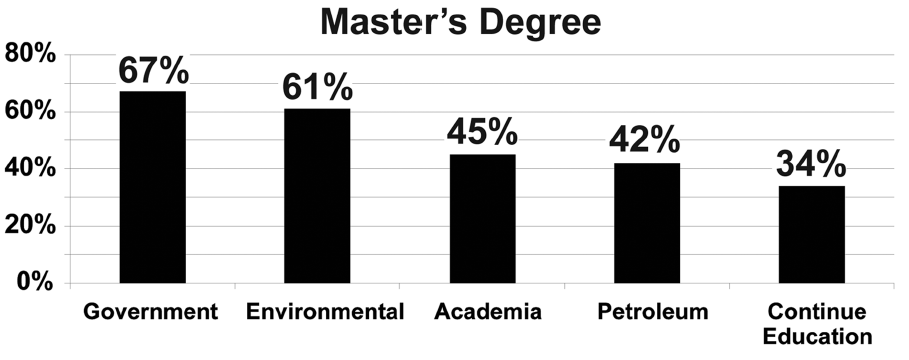 Master's Degree
80%
60%
40%
20%
0%
67%
61%
45%
42%
34%
Government
Environmental
Academia
Petroleum
Continue
Education